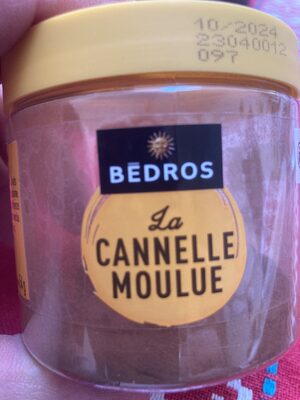 10/2024
23040012
097
BEDROS
La
CANNELLE
MOULUE